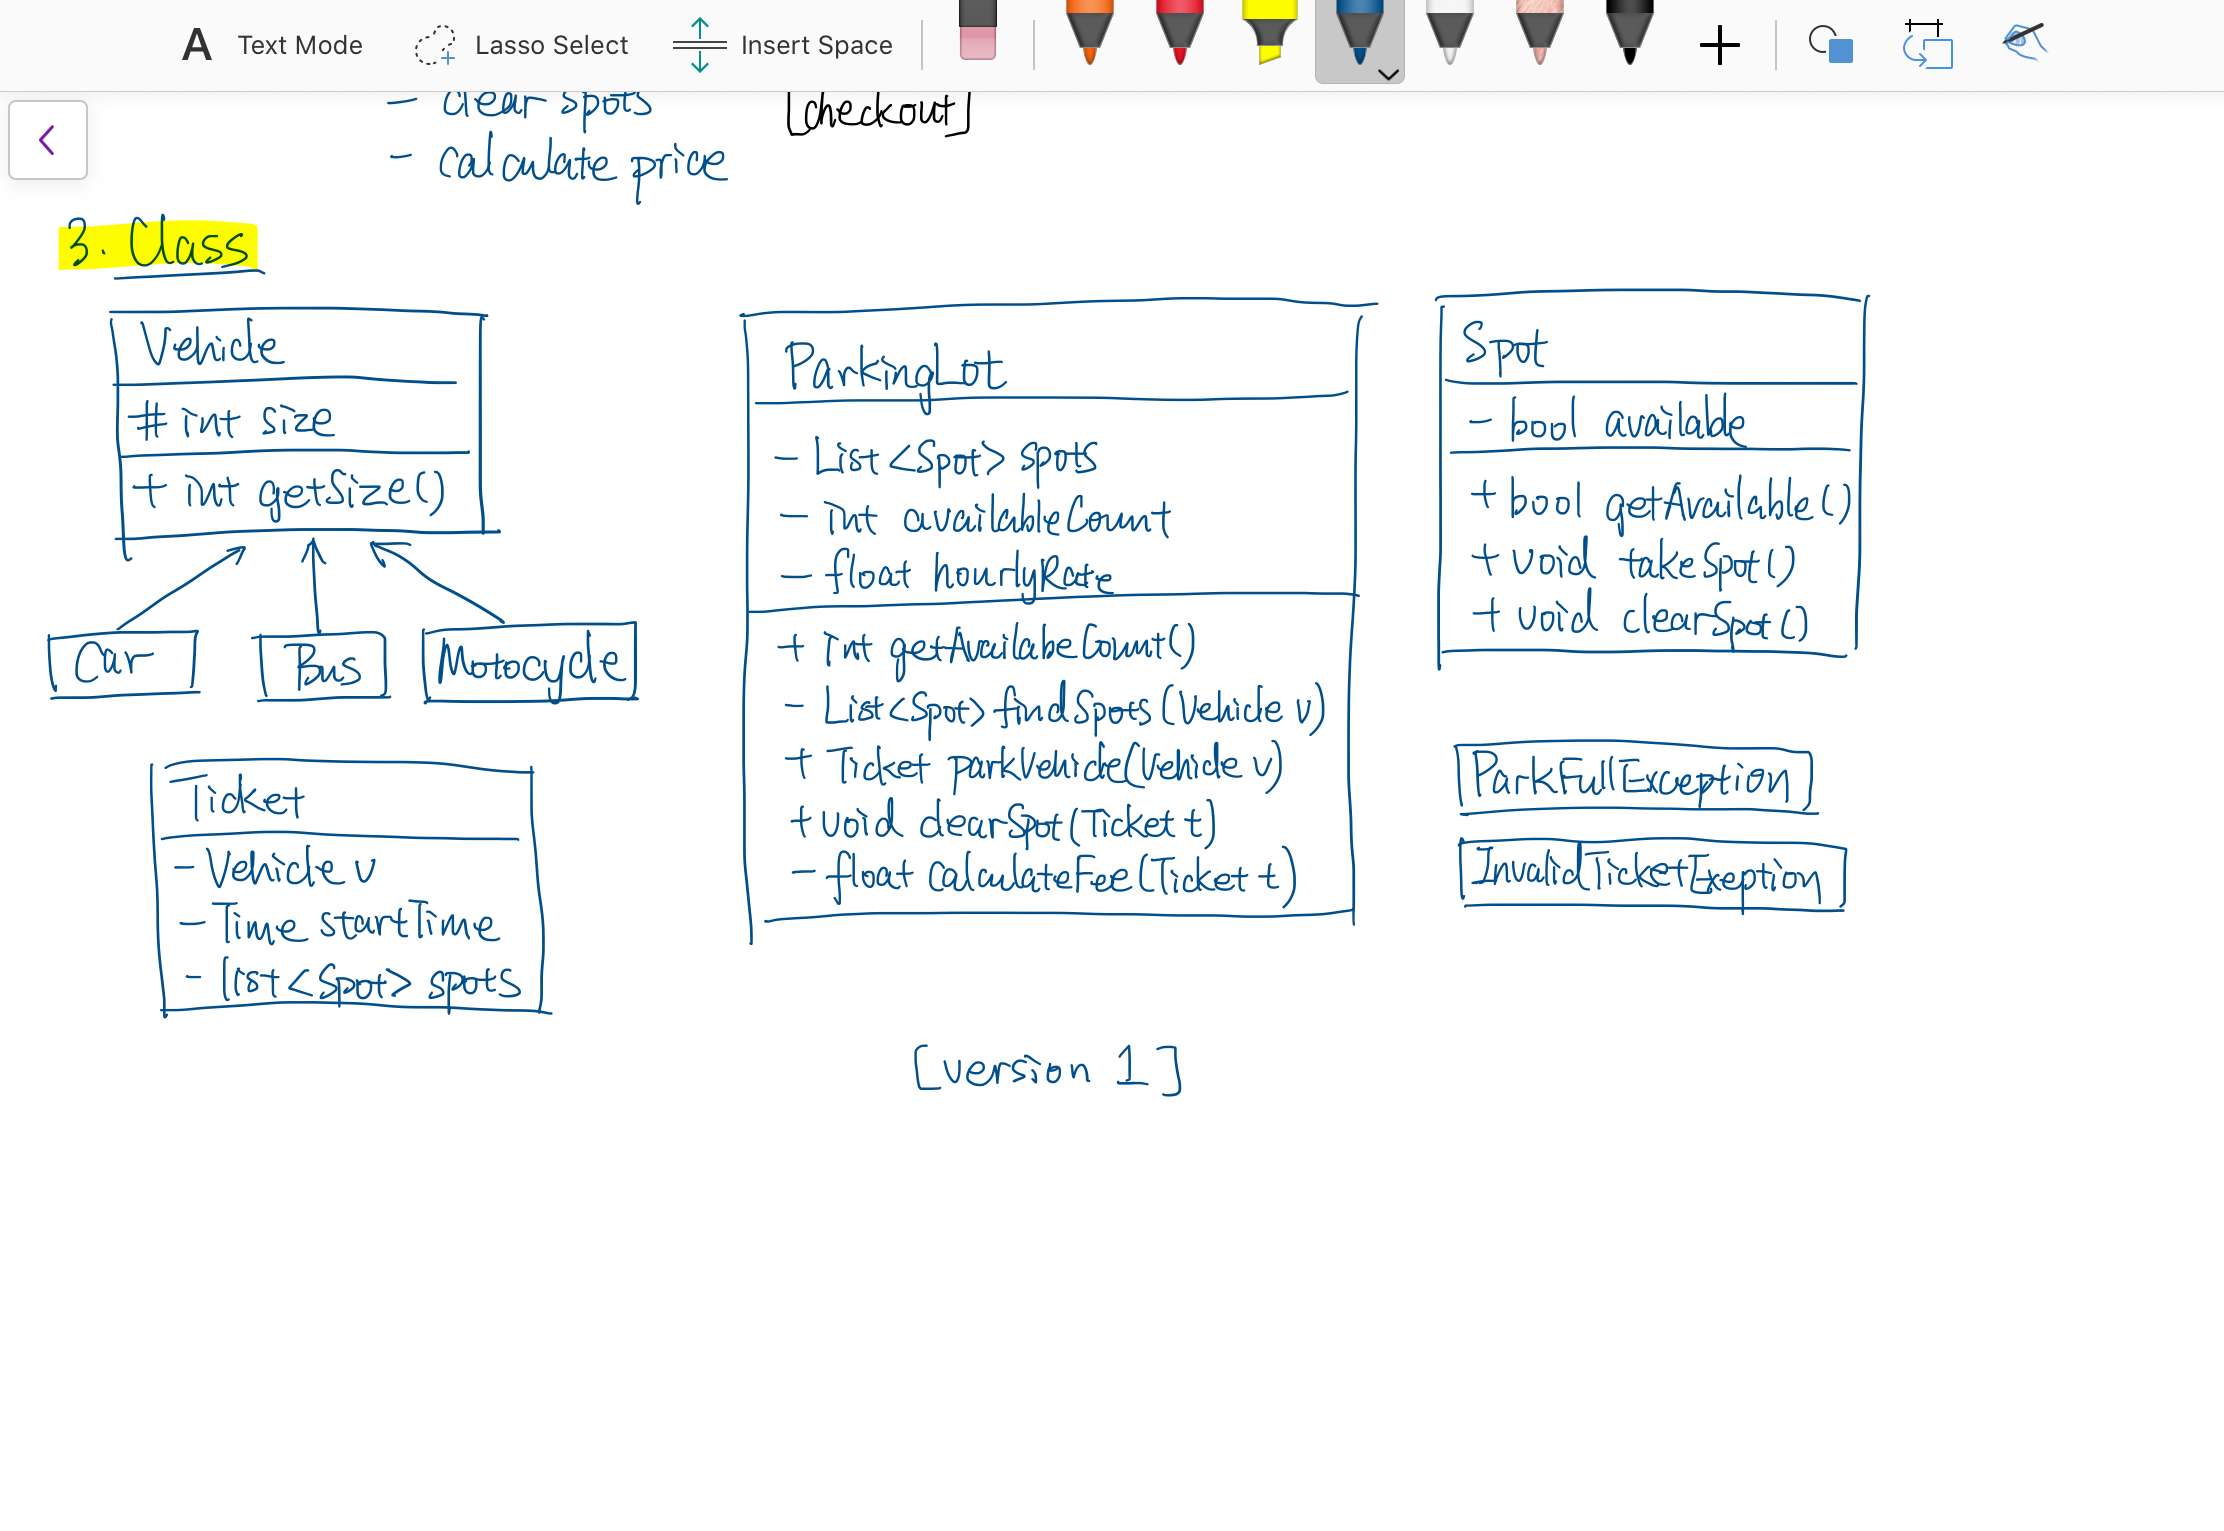 A Text Mode Lasso Select Insert Space
- clear spots
[checkout]
- calculate price
3. Class
Vehicle
# int size
+ int getSize()
Car
Bus
Motocycle
Ticket
- Vehicle v
- Time startTime
- list<Spot> spots
ParkingLot
- List<Spot> spots
- int availableCount
- float hourlyRate
+ int getAvailabeCount()
- List<Spot> findSpots(Vehicle v)
+ Ticket parkVehicle(Vehicle v)
+ void clearSpot(Ticket t)
- float calculateFee(Ticket t)
Spot
- bool available
+ bool getAvailable()
+ void takeSpot()
+ void clearSpot()
ParkFullException
InvalidTicketExeption
[version 1]